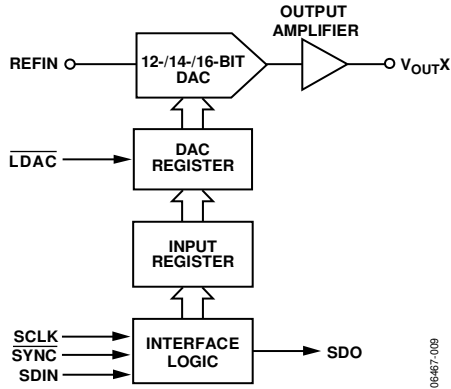 OUTPUT
AMPLIFIER
REFIN
12-/14-/16-BIT
DAC
V_OUTX
LDAC
DAC
REGISTER
INPUT
REGISTER
SCLK
SYNC
SDIN
INTERFACE
LOGIC
SDO
06467-009